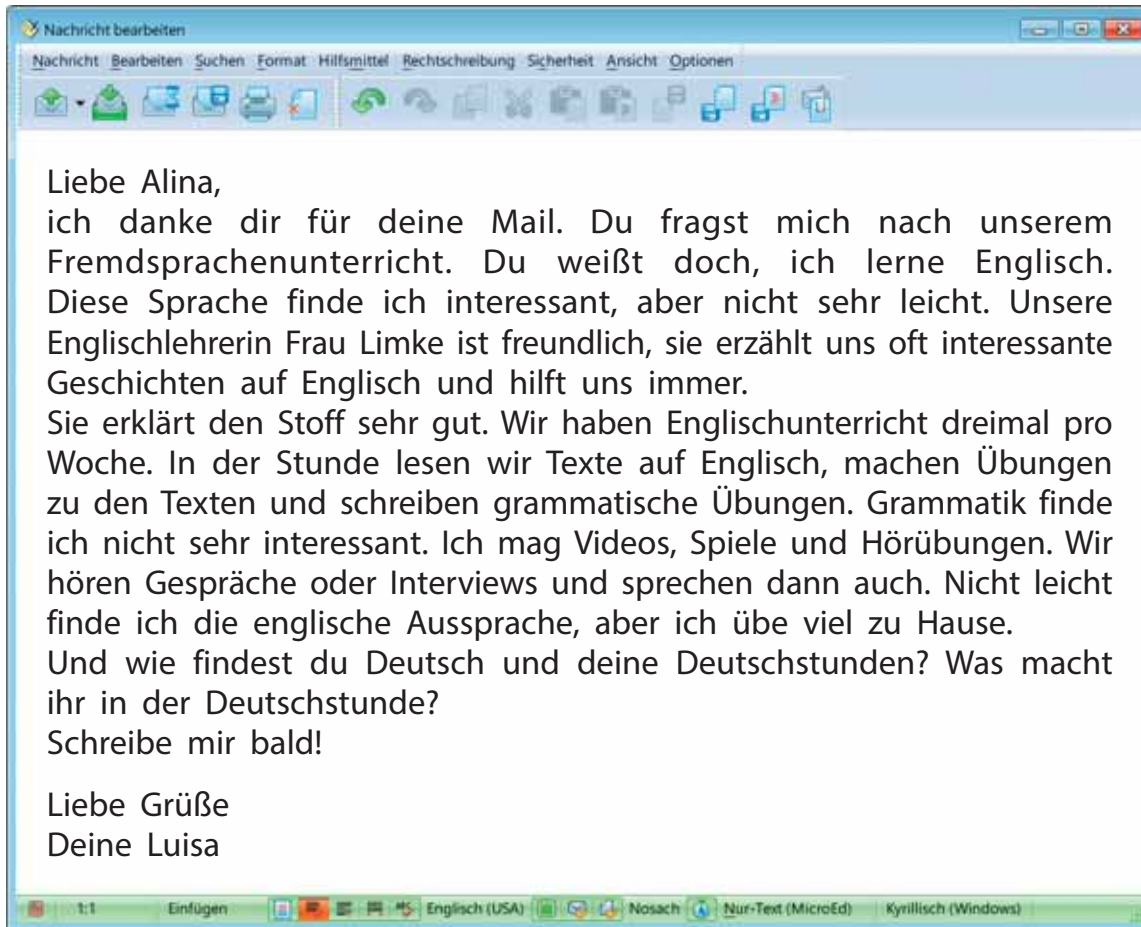 Nachricht bearbeiten
Nachricht Bearbeiten Suchen Format Hilfsmittel Rechtschreibung Sicherheit Ansicht Optionen
Liebe Alina,
ich danke dir für deine Mail. Du fragst mich nach unserem
Fremdsprachenunterricht. Du weißt doch, ich lerne Englisch.
Diese Sprache finde ich interessant, aber nicht sehr leicht. Unsere
Englischlehrerin Frau Limke ist freundlich, sie erzählt uns oft interessante
Geschichten auf Englisch und hilft uns immer.
Sie erklärt den Stoff sehr gut. Wir haben Englischunterricht dreimal pro
Woche. In der Stunde lesen wir Texte auf Englisch, machen Übungen
zu den Texten und schreiben grammatische Übungen. Grammatik finde
ich nicht sehr interessant. Ich mag Videos, Spiele und Hörübungen. Wir
hören Gespräche oder Interviews und sprechen dann auch. Nicht leicht
finde ich die englische Aussprache, aber ich übe viel zu Hause.
Und wie findest du Deutsch und deine Deutschstunden? Was macht
ihr in der Deutschstunde?
Schreibe mir bald!
Liebe Grüße
Deine Luisa
1:1 Einfügen Englisch (USA) Nosach Nur-Text (MicroEd) Kyrillisch (Windows)